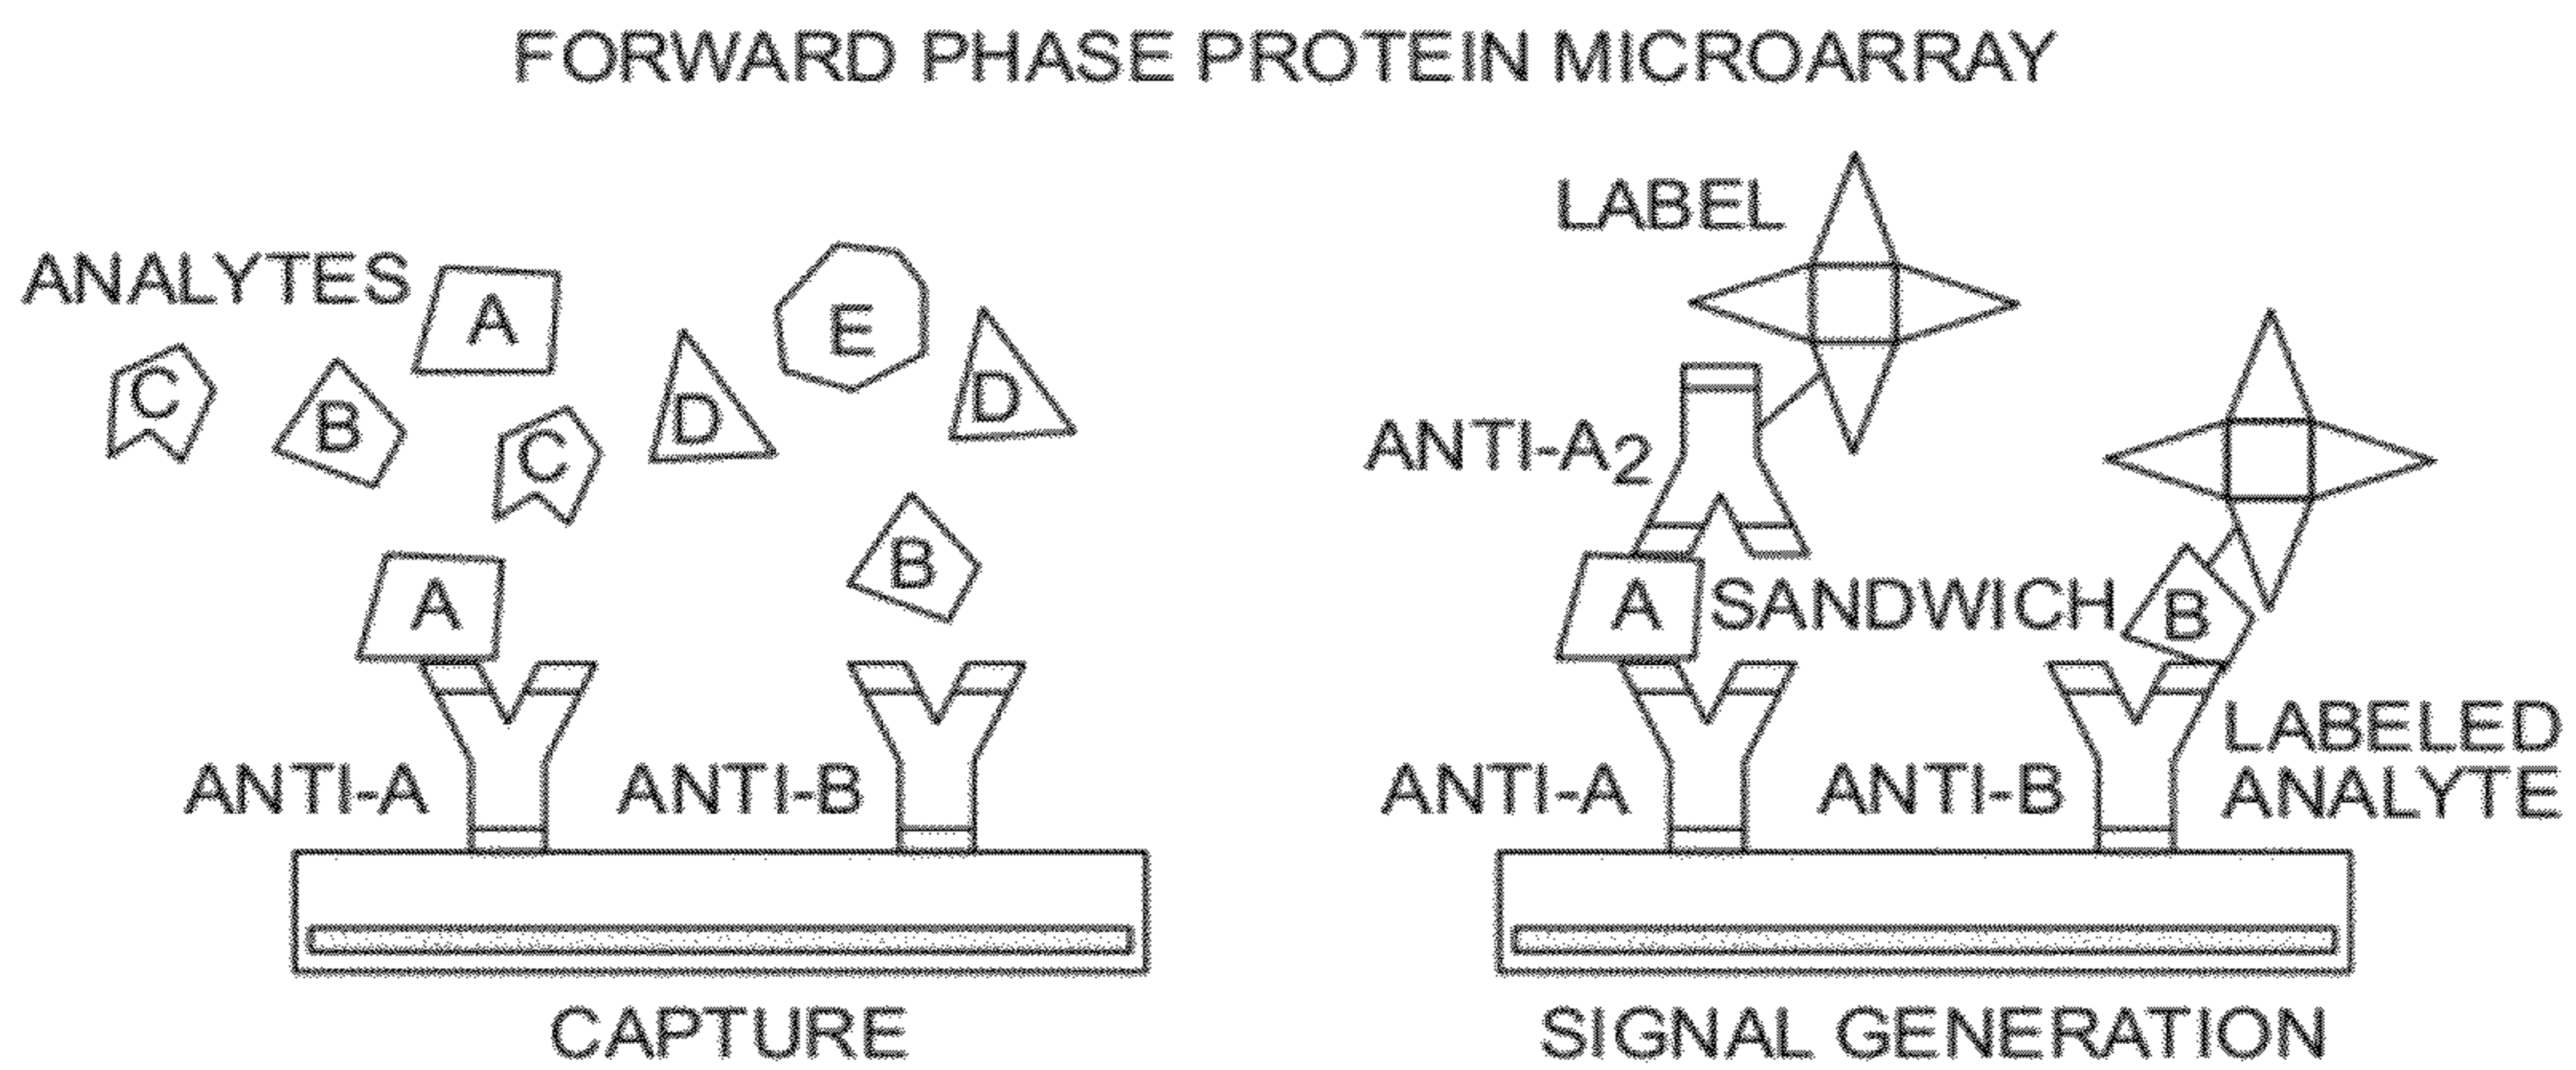 FORWARD PHASE PROTEIN MICROARRAY
ANALYTES
A
E
C
B
D
D
C
A
B
ANTI-A
ANTI-B
CAPTURE
LABEL
ANTI-A2
A
SANDWICH
B
ANTI-A
ANTI-B
LABELED
ANALYTE
SIGNAL GENERATION